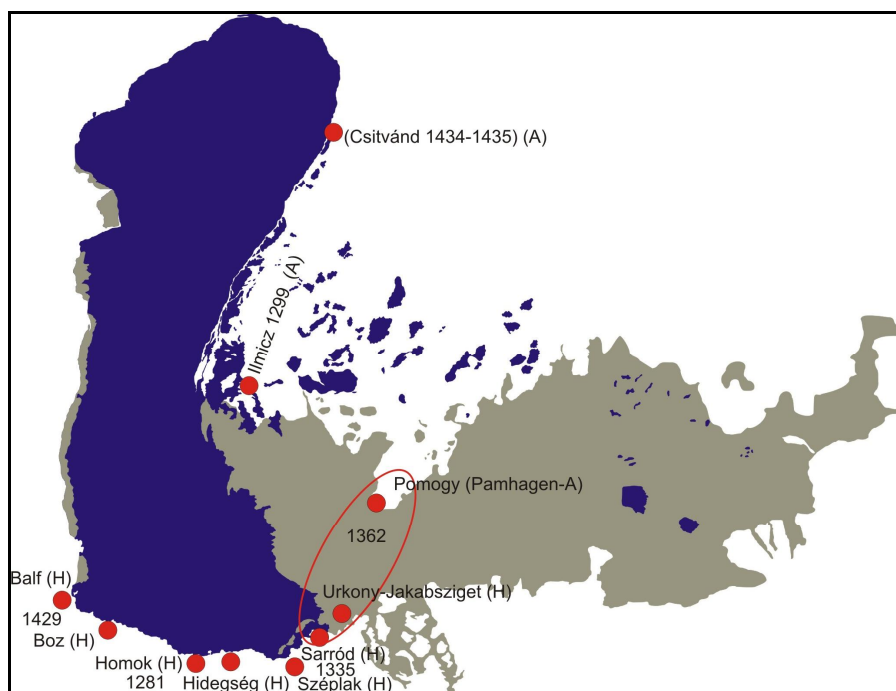 (Csitvánd 1434-1435) (A)
Ilmicz 1299 (A)
Pomogy (Pamhagen-A)
1362
Balf (H)
1429
Boz (H)
Urkony-Jakabsziget (H)
Homok (H)
1281
Hidegség (H)
Sarród (H)
1335
Széplak (H)